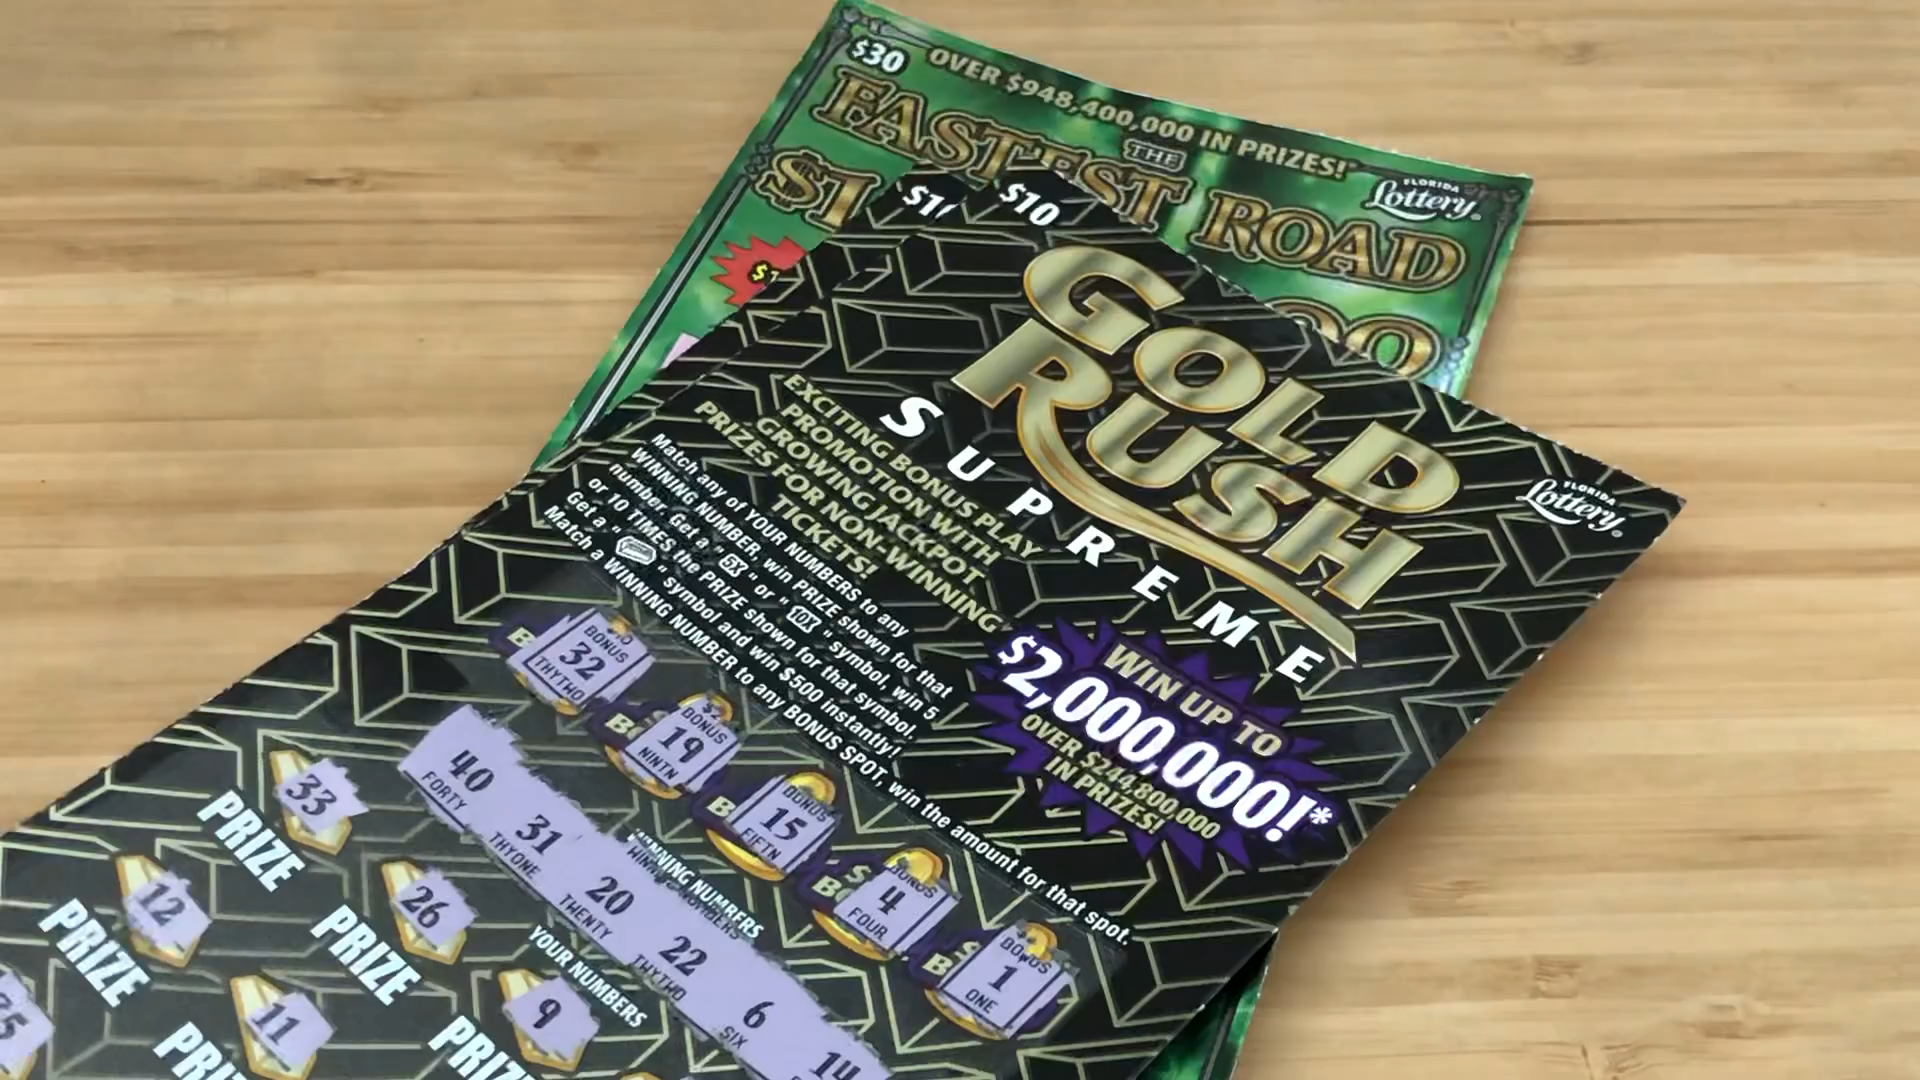 $30
OVER $948,400,000 IN PRIZES!*
THE
FASTEST ROAD
FLORIDA
Lottery
$10
GOLD
RUSH
SUPREME
FLORIDA
Lottery
EXCITING BONUS PLAY
PROMOTION WITH
GROWING JACKPOT
PRIZES FOR NON-WINNING
TICKETS!
Match any of YOUR NUMBERS to any
WINNING NUMBER, win PRIZE shown for that
number. Get a "5X" or "10X" symbol, win 5
or 10 TIMES the PRIZE shown for that symbol.
Get a " " symbol and win $500 instantly!
Match a WINNING NUMBER to any BONUS SPOT, win the amount for that spot.
WIN UP TO
$2,000,000!*
OVER $244,800,000
IN PRIZES!
BONUS
32
THYTWO
BONUS
19
NINTN
BONUS
15
FIFTN
BONUS
4
FOUR
BONUS
1
ONE
WINNING NUMBERS
40
FORTY
31
THYONE
20
TWENTY
22
TWYTWO
6
SIX
14
YOUR NUMBERS
33
PRIZE
26
PRIZE
9
12
PRIZE
11